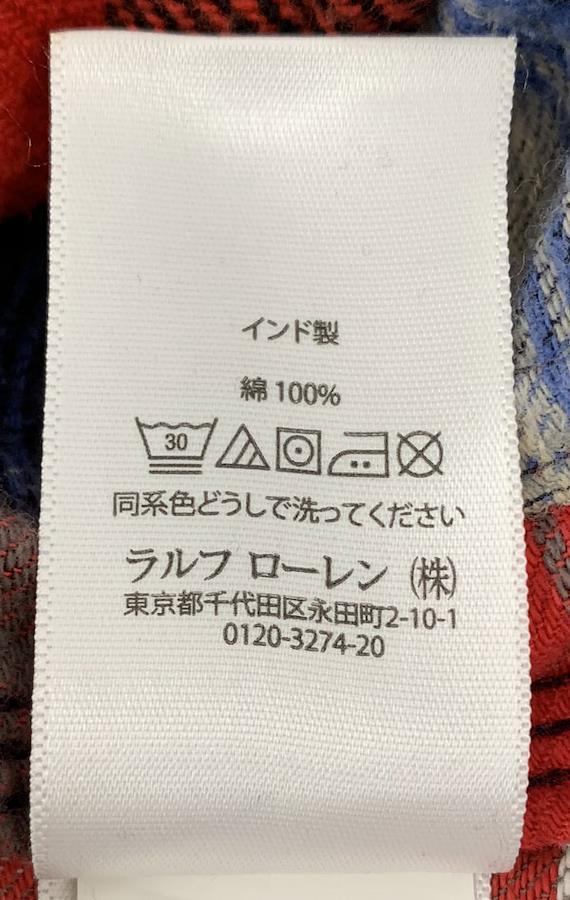 インド製
綿 100%
30
同系色どうしで洗ってください
ラルフ ローレン (株)
東京都千代田区永田町2-10-1
0120-3274-20